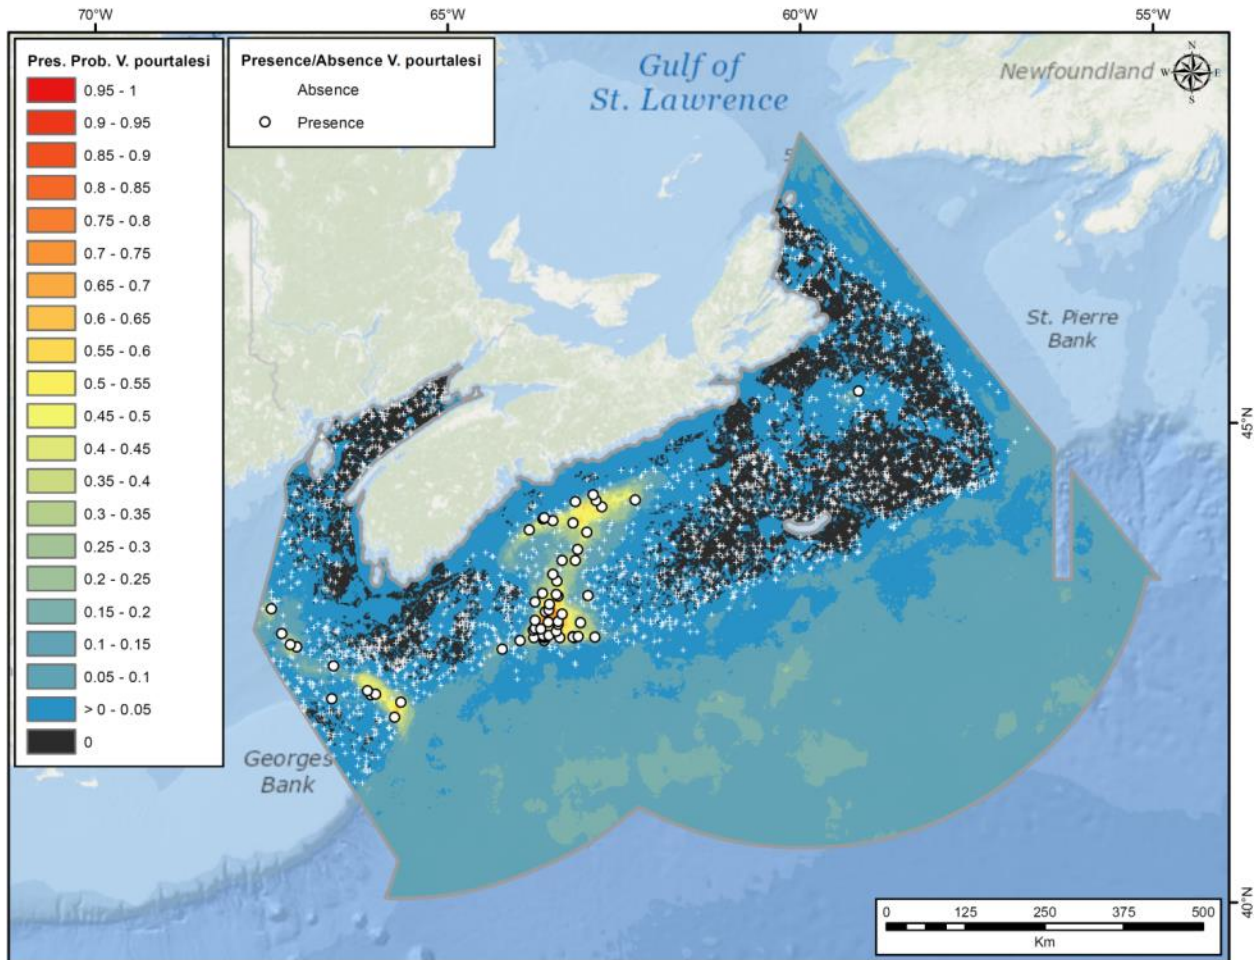 70°W 65°W 60°W 55°W
Pres. Prob. V. pourtalesi
0.95 - 1
0.9 - 0.95
0.85 - 0.9
0.8 - 0.85
0.75 - 0.8
0.7 - 0.75
0.65 - 0.7
0.6 - 0.65
0.55 - 0.6
0.5 - 0.55
0.45 - 0.5
0.4 - 0.45
0.35 - 0.4
0.3 - 0.35
0.25 - 0.3
0.2 - 0.25
0.15 - 0.2
0.1 - 0.15
0.05 - 0.1
> 0 - 0.05
0
Presence/Absence V. pourtalesi
Absence
Presence
Gulf of
St. Lawrence
Newfoundland
N
W E
S
St. Pierre
Bank
45°N
Georges
Bank
40°N
0 125 250 375 500
Km